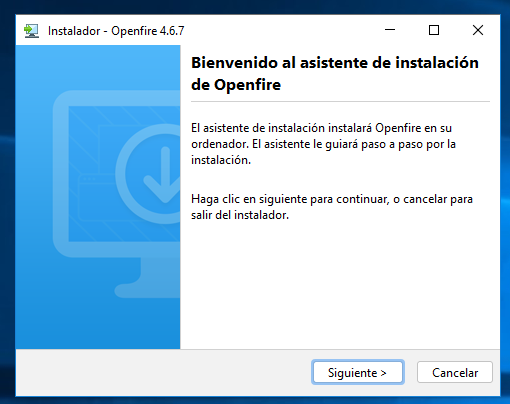 Instalador - Openfire 4.6.7
Bienvenido al asistente de instalación
de Openfire
El asistente de instalación instalará Openfire en su
ordenador. El asistente le guiará paso a paso por la
instalación.
Haga clic en siguiente para continuar, o cancelar para
salir del instalador.
Siguiente >
Cancelar